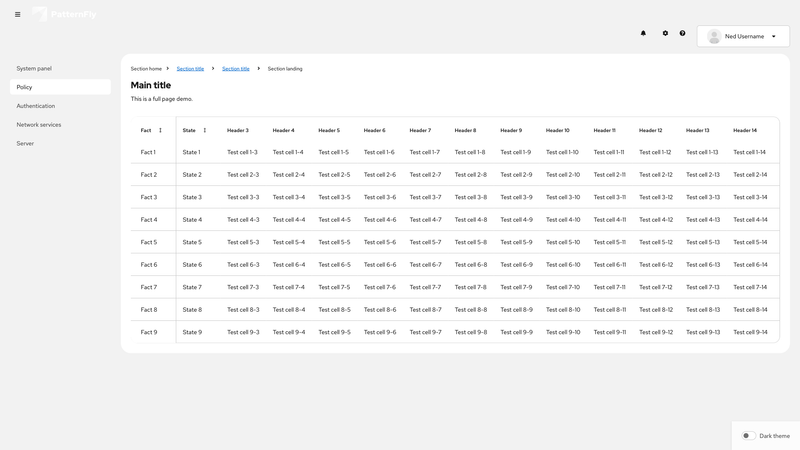 PatternFly
Ned Username
System panel
Policy
Authentication
Network services
Server
Section home Section title Section title Section landing
Main title
This is a full page demo.
Fact State Header 3 Header 4 Header 5 Header 6 Header 7 Header 8 Header 9 Header 10 Header 11 Header 12 Header 13 Header 14
Fact 1 State 1 Test cell 1-3 Test cell 1-4 Test cell 1-5 Test cell 1-6 Test cell 1-7 Test cell 1-8 Test cell 1-9 Test cell 1-10 Test cell 1-11 Test cell 1-12 Test cell 1-13 Test cell 1-14
Fact 2 State 2 Test cell 2-3 Test cell 2-4 Test cell 2-5 Test cell 2-6 Test cell 2-7 Test cell 2-8 Test cell 2-9 Test cell 2-10 Test cell 2-11 Test cell 2-12 Test cell 2-13 Test cell 2-14
Fact 3 State 3 Test cell 3-3 Test cell 3-4 Test cell 3-5 Test cell 3-6 Test cell 3-7 Test cell 3-8 Test cell 3-9 Test cell 3-10 Test cell 3-11 Test cell 3-12 Test cell 3-13 Test cell 3-14
Fact 4 State 4 Test cell 4-3 Test cell 4-4 Test cell 4-5 Test cell 4-6 Test cell 4-7 Test cell 4-8 Test cell 4-9 Test cell 4-10 Test cell 4-11 Test cell 4-12 Test cell 4-13 Test cell 4-14
Fact 5 State 5 Test cell 5-3 Test cell 5-4 Test cell 5-5 Test cell 5-6 Test cell 5-7 Test cell 5-8 Test cell 5-9 Test cell 5-10 Test cell 5-11 Test cell 5-12 Test cell 5-13 Test cell 5-14
Fact 6 State 6 Test cell 6-3 Test cell 6-4 Test cell 6-5 Test cell 6-6 Test cell 6-7 Test cell 6-8 Test cell 6-9 Test cell 6-10 Test cell 6-11 Test cell 6-12 Test cell 6-13 Test cell 6-14
Fact 7 State 7 Test cell 7-3 Test cell 7-4 Test cell 7-5 Test cell 7-6 Test cell 7-7 Test cell 7-8 Test cell 7-9 Test cell 7-10 Test cell 7-11 Test cell 7-12 Test cell 7-13 Test cell 7-14
Fact 8 State 8 Test cell 8-3 Test cell 8-4 Test cell 8-5 Test cell 8-6 Test cell 8-7 Test cell 8-8 Test cell 8-9 Test cell 8-10 Test cell 8-11 Test cell 8-12 Test cell 8-13 Test cell 8-14
Fact 9 State 9 Test cell 9-3 Test cell 9-4 Test cell 9-5 Test cell 9-6 Test cell 9-7 Test cell 9-8 Test cell 9-9 Test cell 9-10 Test cell 9-11 Test cell 9-12 Test cell 9-13 Test cell 9-14
Dark theme